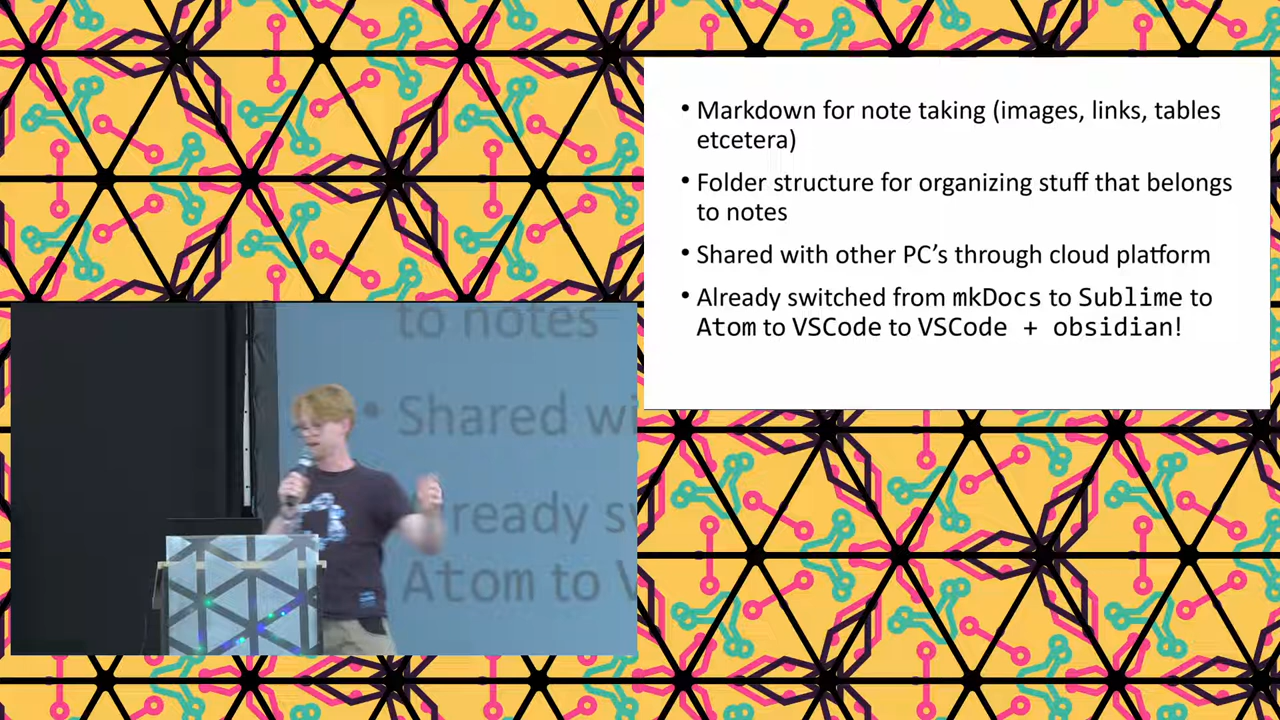 • Markdown for note taking (images, links, tables
etcetera)
• Folder structure for organizing stuff that belongs
to notes
• Shared with other PC’s through cloud platform
• Already switched from mkDocs to Sublime to
Atom to VSCode to VSCode + obsidian!
to notes
• Shared wi
ready s
Atom to V